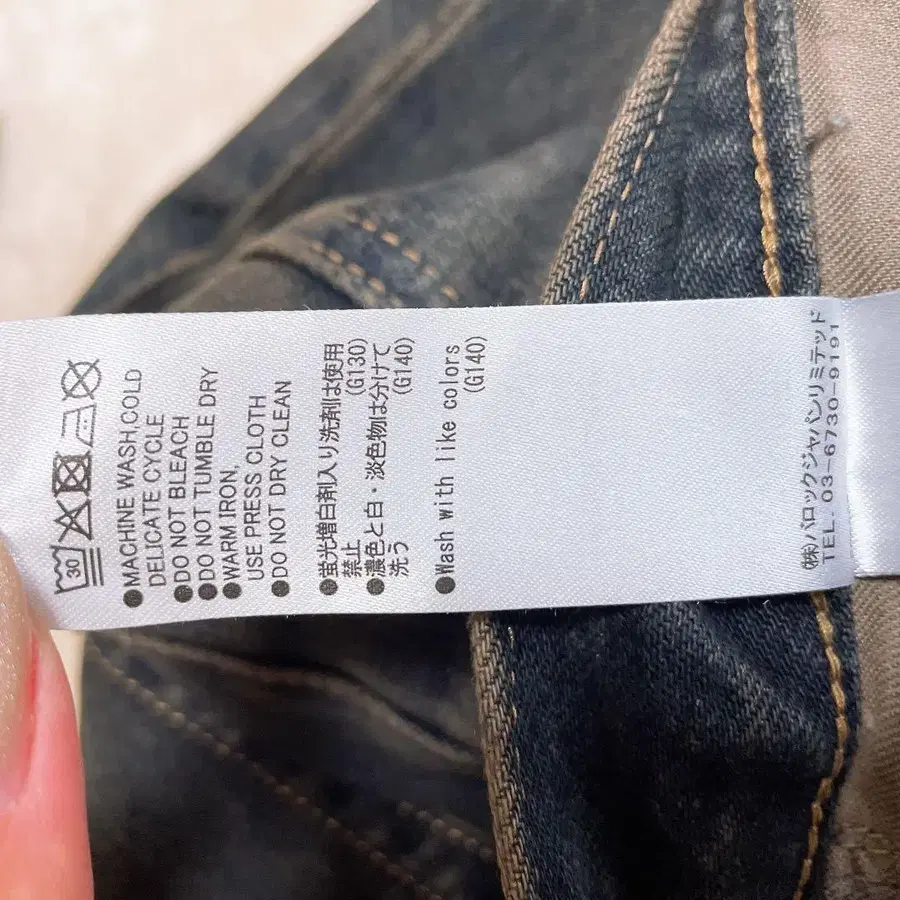 30
●MACHINE WASH,COLD
DELICATE CYCLE
●DO NOT BLEACH
●DO NOT TUMBLE DRY
●WARM IRON,
USE PRESS CLOTH
●DO NOT DRY CLEAN
●蛍光増白剤入り洗剤は使用
禁止 (G130)
●濃色と白・淡色物は分けて
洗う (G140)
●Wash with like colors
(G140)
㈱バロックジャパンリミテッド
TEL. 03-6730-9191